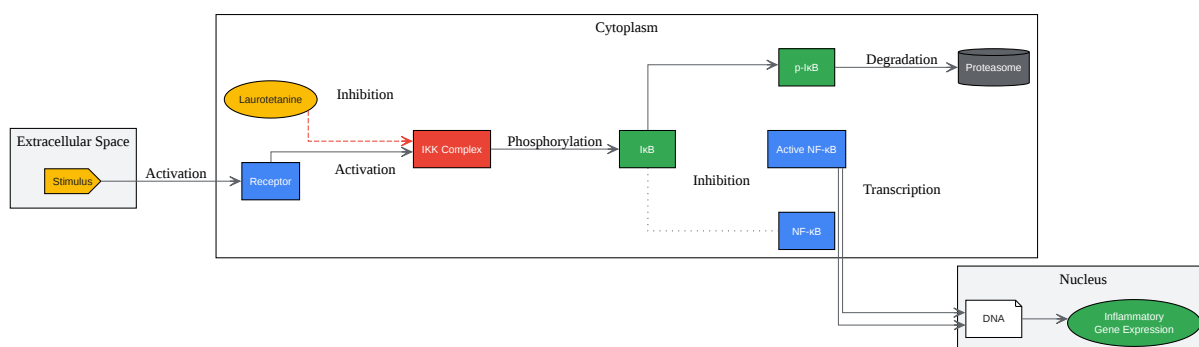 Cytoplasm
p-IκB
Degradation
Proteasome
Laurotetanine
Inhibition
Extracellular Space
Stimulus
Activation
Receptor
Activation
IKK Complex
Phosphorylation
IκB
Inhibition
Active NF-κB
Transcription
NF-κB
Nucleus
DNA
Inflammatory
Gene Expression